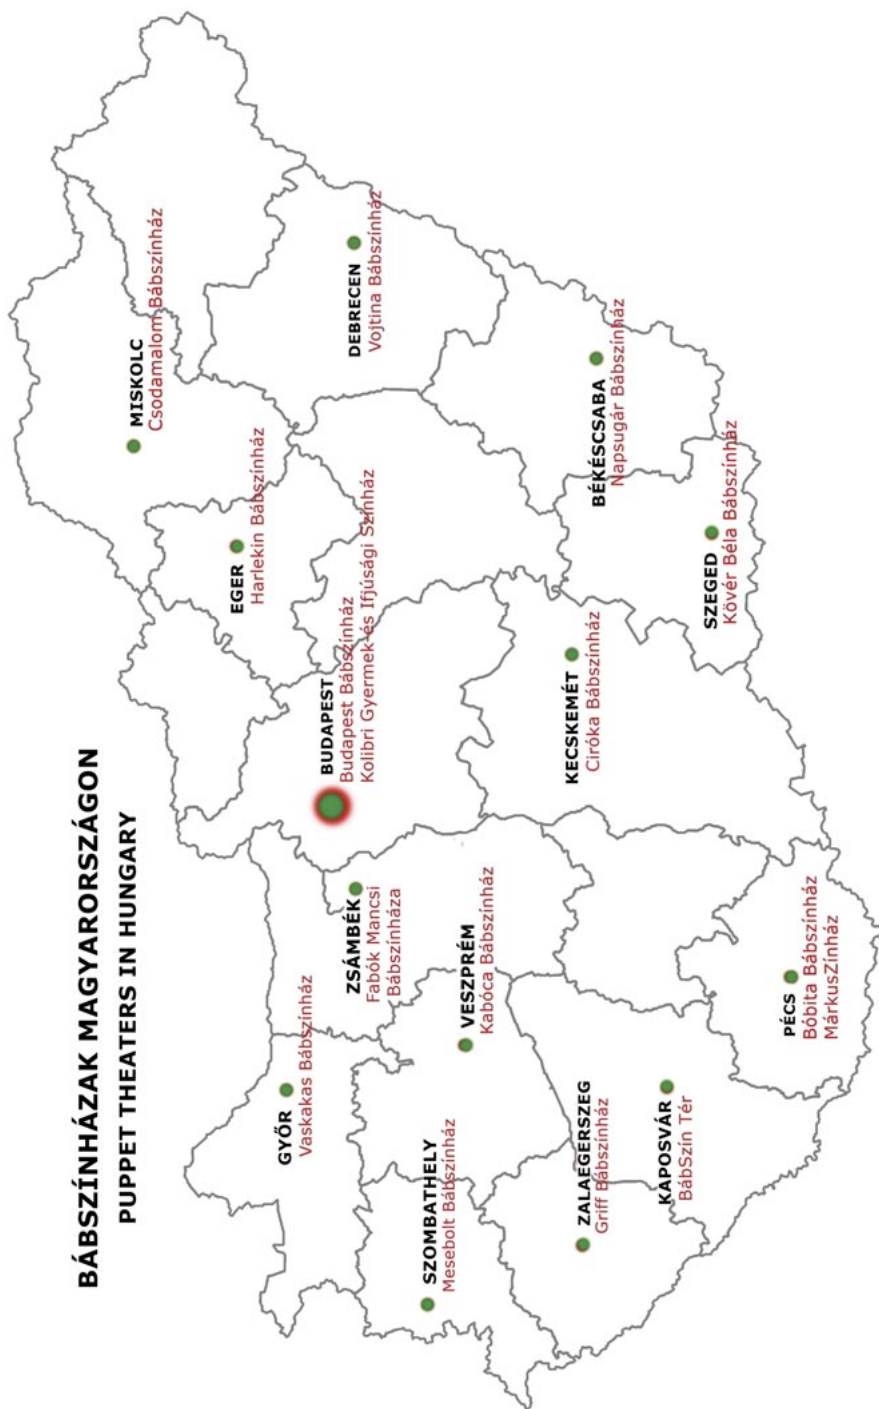 BÁBSZÍNHÁZAK MAGYARORSZÁGON
PUPPET THEATERS IN HUNGARY
MISKOLC
Csodamalom Bábszínház
EGER
Harlekin Bábszínház
DEBRECEN
Vojtina Bábszínház
BUDAPEST
Budapest Bábszínház
Kolibri Gyermek-és Ifjúsági Színház
GYŐR
Vaskakas Bábszínház
ZSÁMBÉK
Fabók Mancsi
Bábszínháza
SZOMBATHELY
Mesebolt Bábszínház
VESZPRÉM
Kabóca Bábszínház
KECSKEMÉT
Ciróka Bábszínház
BÉKÉSCSABA
Napsugár Bábszínház
ZALAEGERSZEG
Griff Bábszínház
KAPOSVÁR
BábSzín Tér
SZEGED
Kövér Béla Bábszínház
PÉCS
Bóbita Bábszínház
MárkusZínház